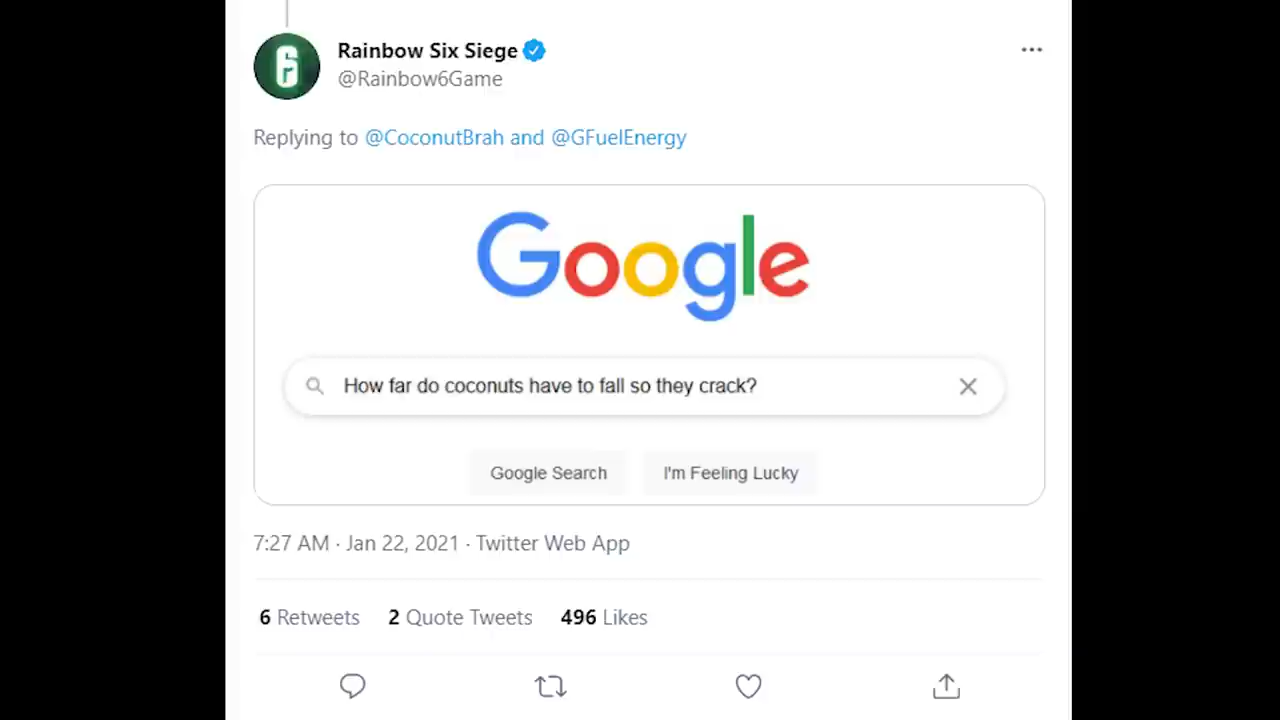 Rainbow Six Siege
@Rainbow6Game
Replying to @CoconutBrah and @GFuelEnergy
Google
How far do coconuts have to fall so they crack?
Google Search I'm Feeling Lucky
7:27 AM · Jan 22, 2021 · Twitter Web App
6 Retweets 2 Quote Tweets 496 Likes